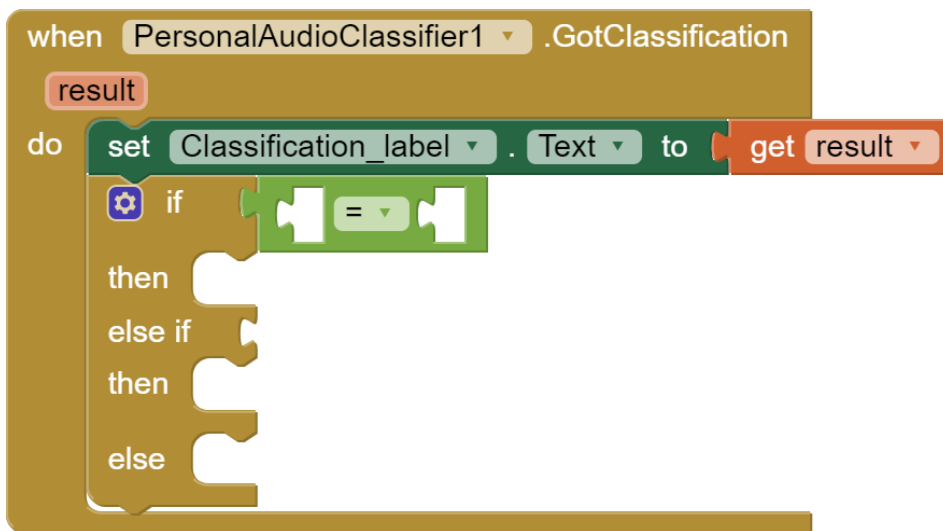 when PersonalAudioClassifier1 .GotClassification
result
do set Classification_label . Text to get result
if =
then
else if
then
else